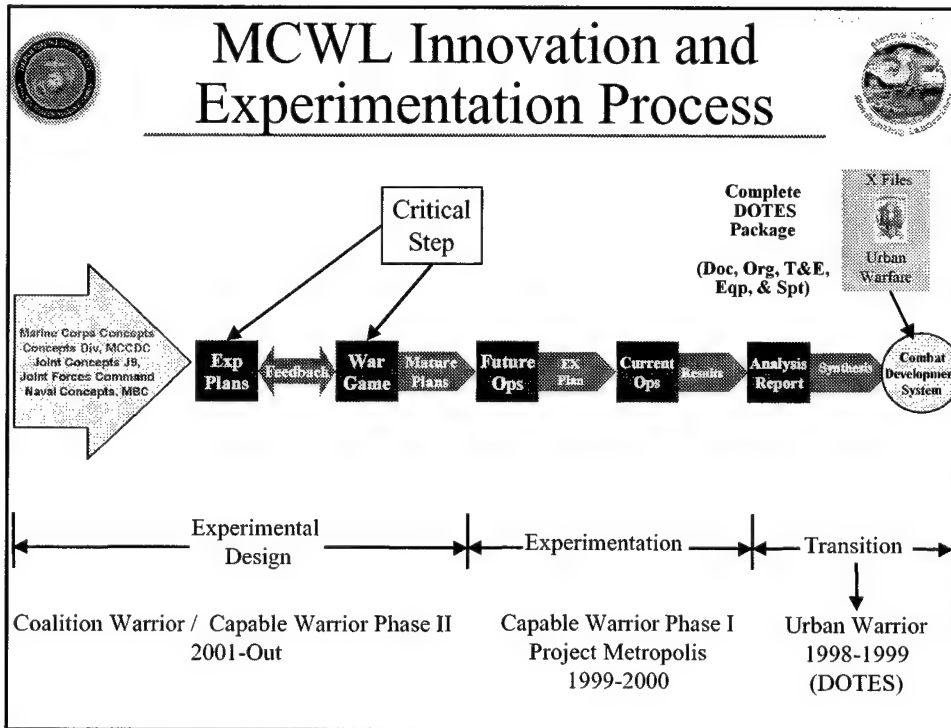 MCWL Innovation and
Experimentation Process
Critical
Step
Complete
DOTES
Package
(Doc, Org, T&E,
Eqp, & Spt)
X Files
Urban
Warfare
Marine Corps Concepts
Concepts Div, MCCDC
Joint Concepts J9,
Joint Forces Command
Naval Concepts, MBC
Exp
Plans
Feedback
War
Game
Mature
Plans
Future
Ops
EX
Plan
Current
Ops
Results
Analysis
Report
Synthesis
Combat
Development
System
Experimental
Design
Experimentation
Transition
Coalition Warrior / Capable Warrior Phase II
2001-Out
Capable Warrior Phase I
Project Metropolis
1999-2000
Urban Warrior
1998-1999
(DOTES)